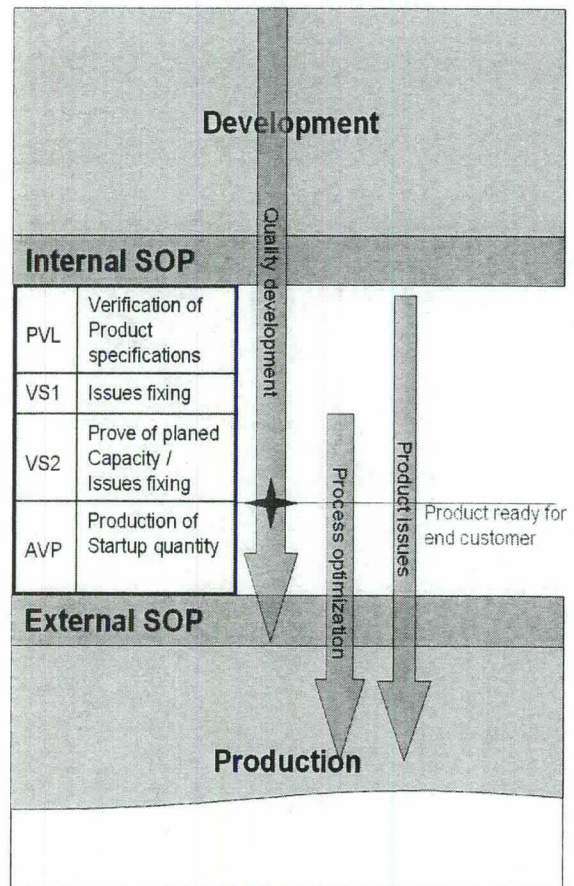 Development
Internal SOP
PVL
Verification of
Product
specifications
VS1
Issues fixing
VS2
Prove of planed
Capacity /
Issues fixing
AVP
Production of
Startup quantity
Quality development
Process optimization
Product issues
Product ready for
end customer
External SOP
Production